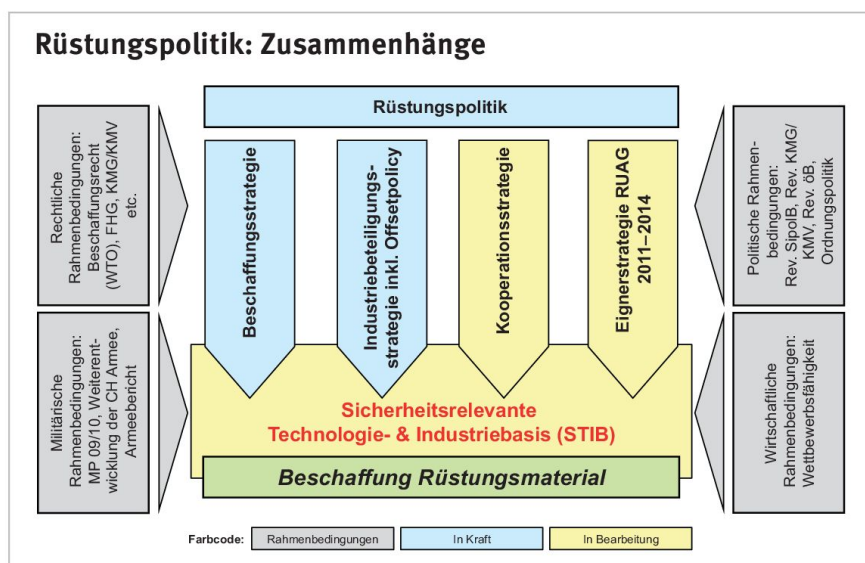 Rüstungspolitik: Zusammenhänge
Rüstungspolitik
Rechtliche
Rahmenbedingungen:
Beschaffungsrecht
(WTO), FHG, KMG/KMV
etc.
Militärische
Rahmenbedingungen:
MP 09/10, Weiterent-
wicklung der CH Armee,
Armeebericht
Beschaffungsstrategie
Industriebeteiligungs-
strategie inkl. Offsetpolicy
Kooperationsstrategie
Eignerstrategie RUAG
2011–2014
Politische Rahmen-
bedingungen:
Rev. SipolB, Rev. KMG/
KMV, Rev. öB,
Ordnungspolitik
Wirtschaftliche
Rahmenbedingungen:
Wettbewerbsfähigkeit
Sicherheitsrelevante
Technologie- & Industriebasis (STIB)
Beschaffung Rüstungsmaterial
Farbcode: Rahmenbedingungen In Kraft In Bearbeitung